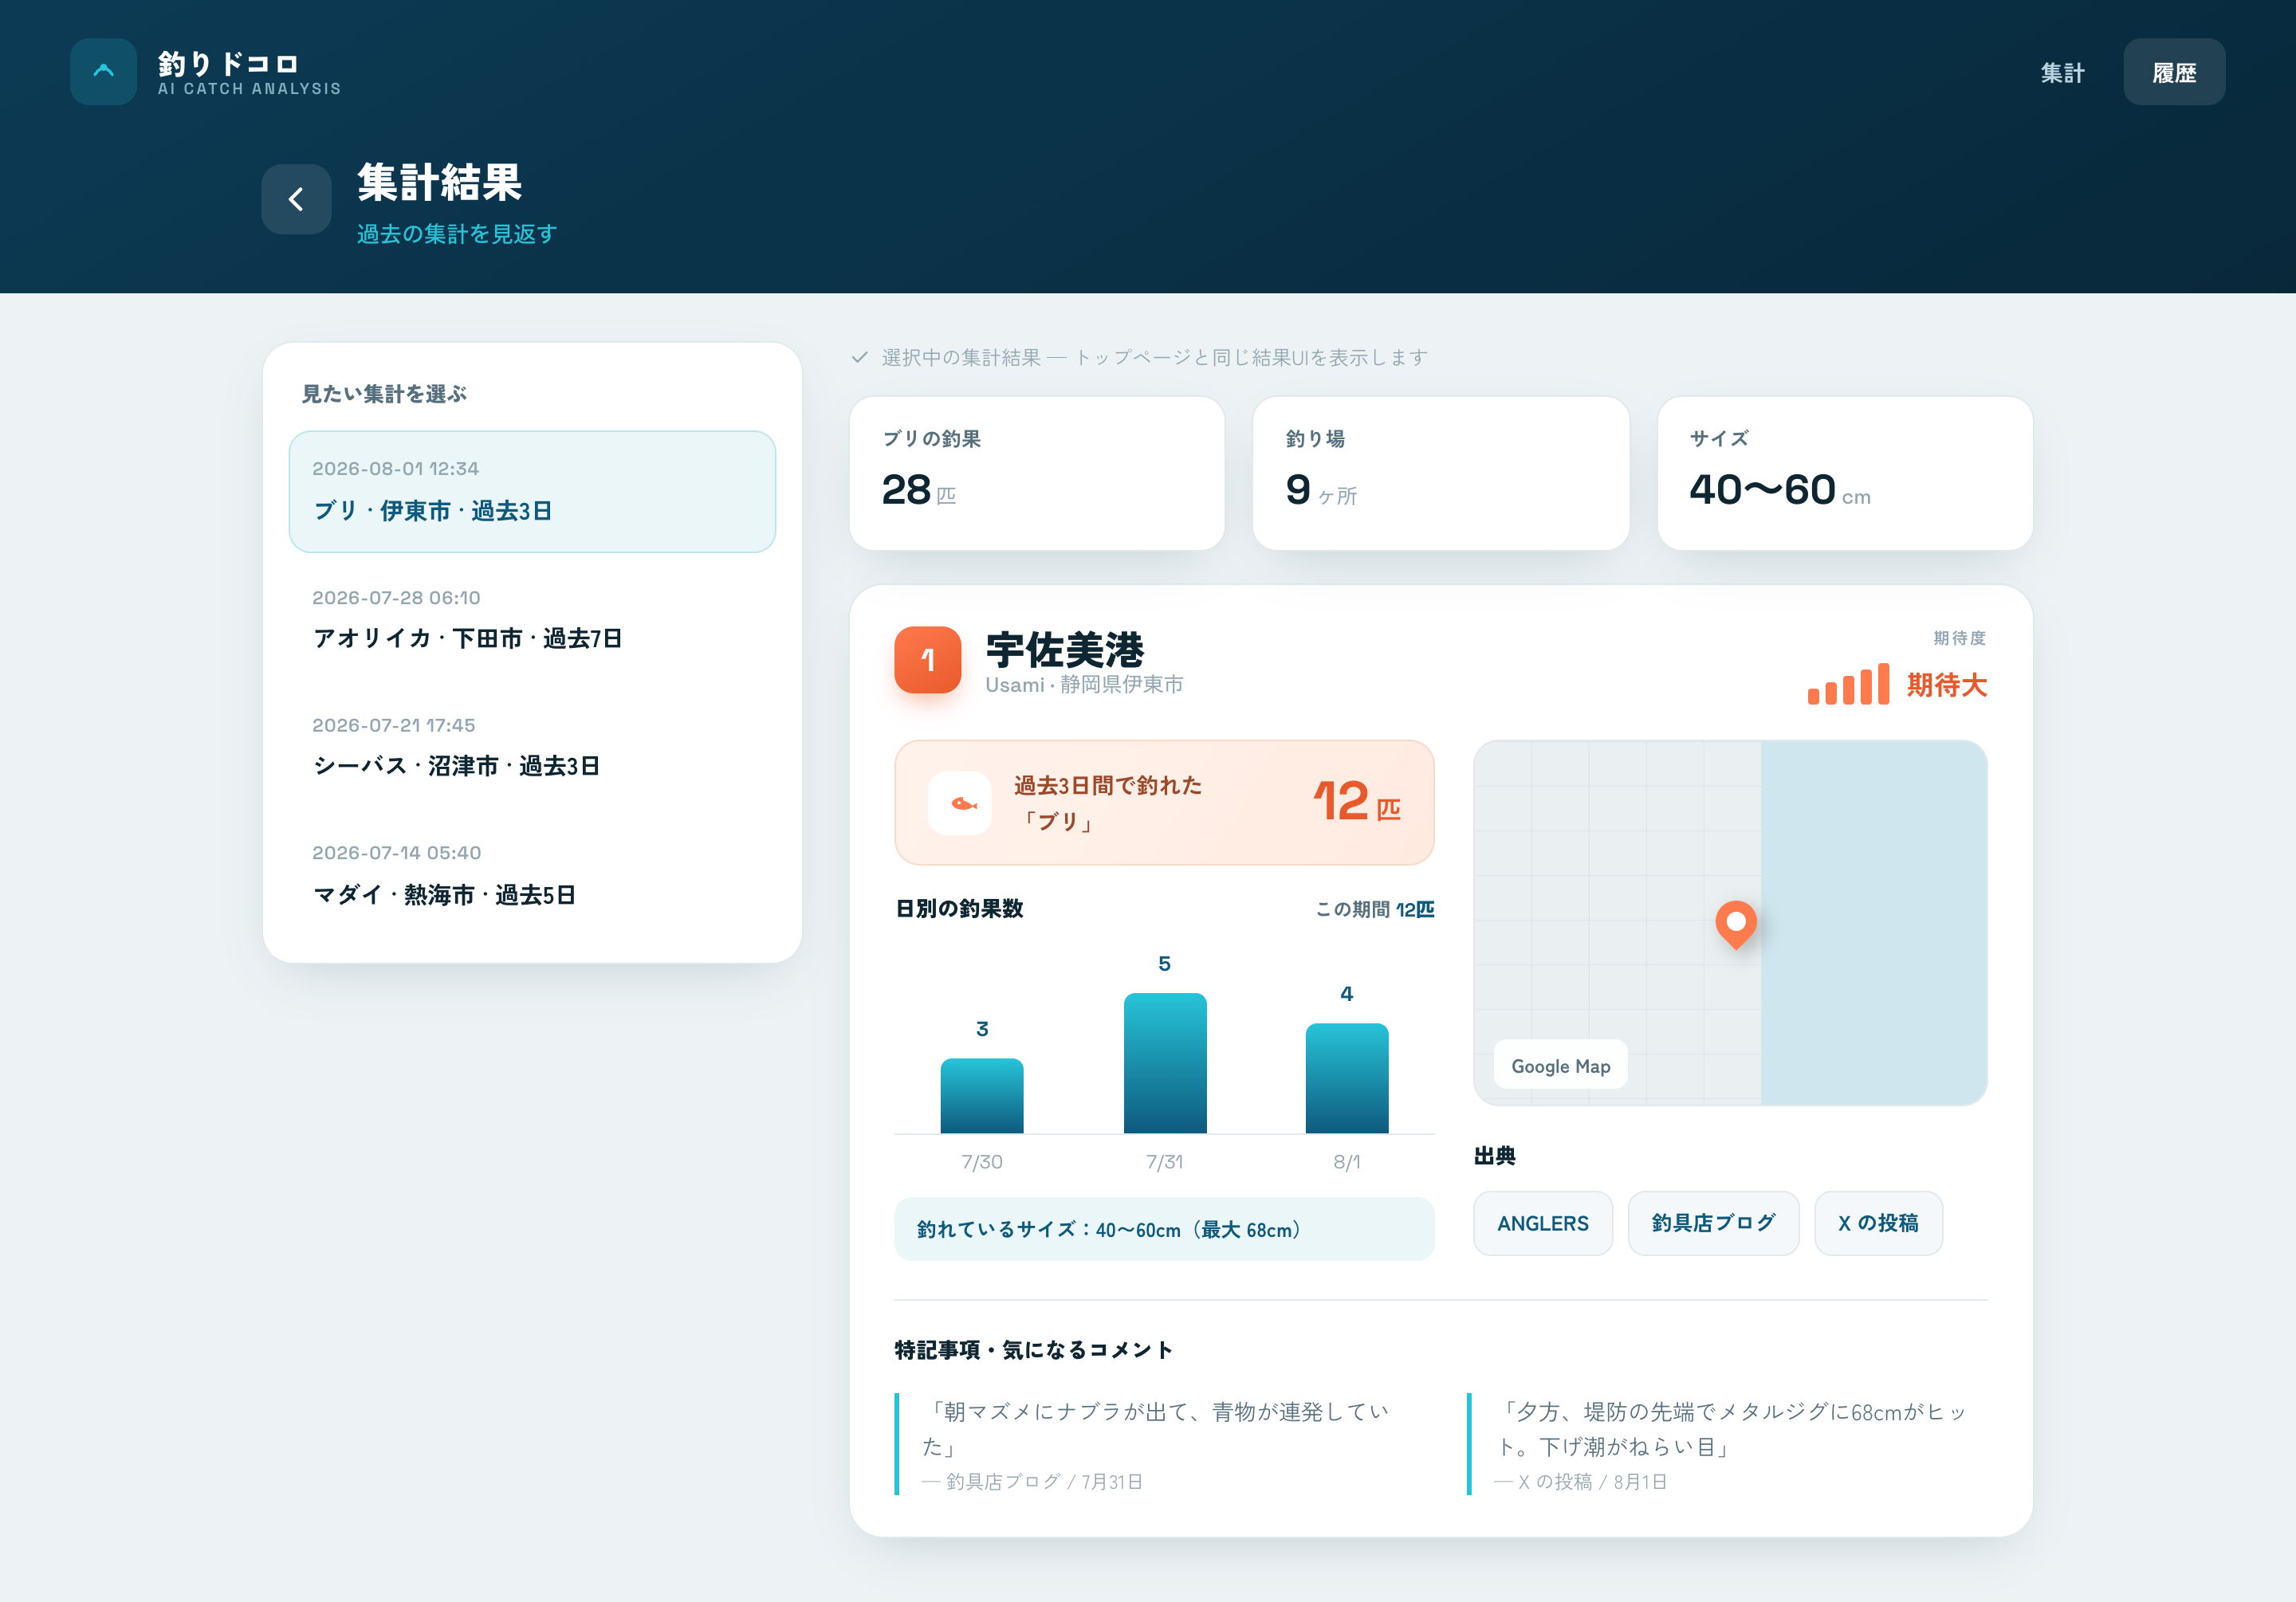 釣りドコロ
AI CATCH ANALYSIS
集計
履歴
集計結果
過去の集計を見返す
見たい集計を選ぶ
2026-08-01 12:34
ブリ · 伊東市 · 過去3日
2026-07-28 06:10
アオリイカ · 下田市 · 過去7日
2026-07-21 17:45
シーバス · 沼津市 · 過去3日
2026-07-14 05:40
マダイ · 熱海市 · 過去5日
選択中の集計結果 — トップページと同じ結果UIを表示します
ブリの釣果
28 匹
釣り場
9 ヶ所
サイズ
40〜60 cm
1
宇佐美港
Usami · 静岡県伊東市
期待度
期待大
過去3日間で釣れた
「ブリ」
12 匹
日別の釣果数
この期間 12匹
3
5
4
7/30
7/31
8/1
釣れているサイズ：40〜60cm（最大 68cm）
Google Map
出典
ANGLERS
釣具店ブログ
X の投稿
特記事項・気になるコメント
「朝マズメにナブラが出て、青物が連発してい
た」
— 釣具店ブログ / 7月31日
「夕方、堤防の先端でメタルジグに68cmがヒッ
ト。下げ潮がねらい目」
— X の投稿 / 8月1日